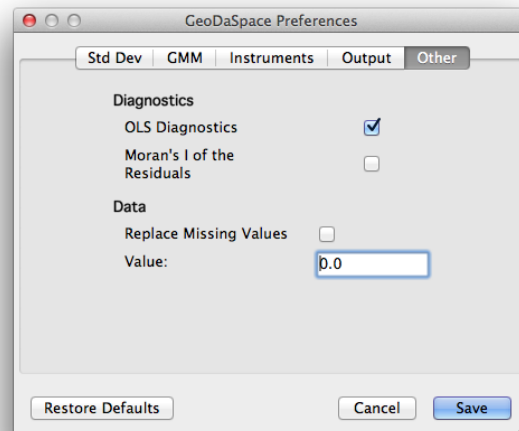 GeoDaSpace Preferences
Std Dev GMM Instruments Output Other
Diagnostics
OLS Diagnostics
Moran's I of the
Residuals
Data
Replace Missing Values
Value: 0.0
Restore Defaults Cancel Save